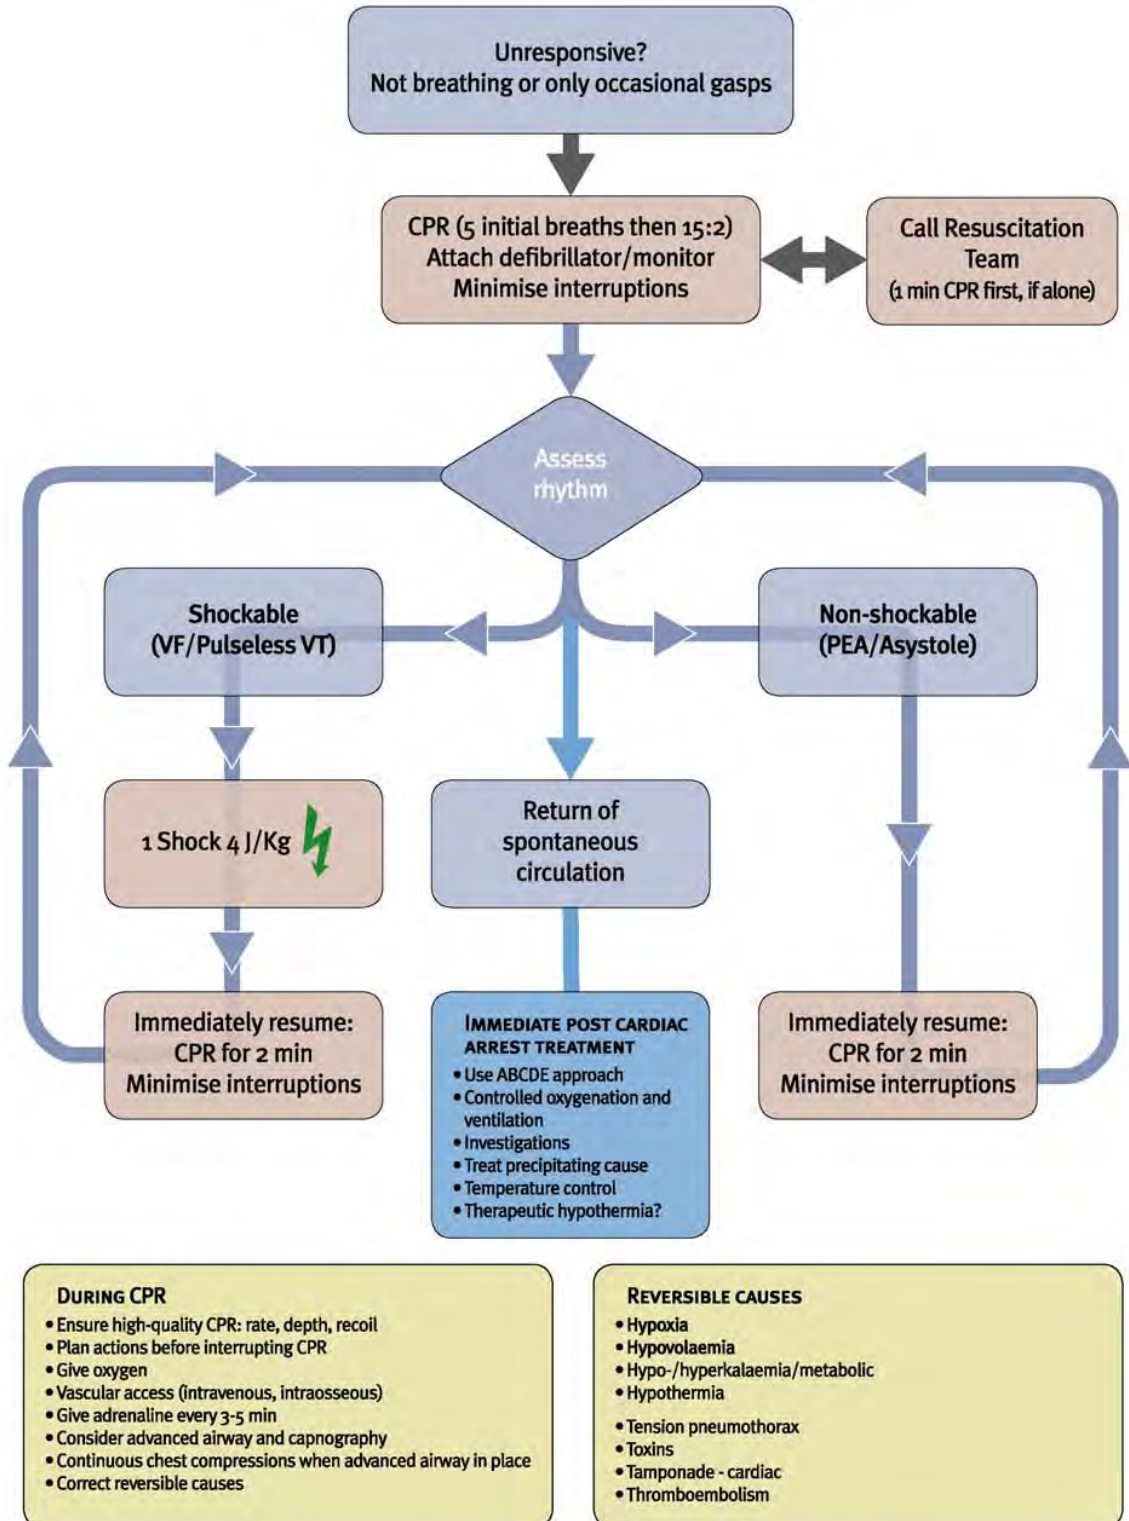 Unresponsive?
Not breathing or only occasional gasps
CPR (5 initial breaths then 15:2)
Attach defibrillator/monitor
Minimise interruptions
Call Resuscitation
Team
(1 min CPR first, if alone)
Assess
rhythm
Shockable
(VF/Pulseless VT)
Non-shockable
(PEA/Asystole)
1 Shock 4 J/Kg
Return of
spontaneous
circulation
Immediately resume:
CPR for 2 min
Minimise interruptions
IMMEDIATE POST CARDIAC
ARREST TREATMENT
• Use ABCDE approach
• Controlled oxygenation and
ventilation
• Investigations
• Treat precipitating cause
• Temperature control
• Therapeutic hypothermia?
Immediately resume:
CPR for 2 min
Minimise interruptions
DURING CPR
• Ensure high-quality CPR: rate, depth, recoil
• Plan actions before interrupting CPR
• Give oxygen
• Vascular access (intravenous, intraosseous)
• Give adrenaline every 3-5 min
• Consider advanced airway and capnography
• Continuous chest compressions when advanced airway in place
• Correct reversible causes
REVERSIBLE CAUSES
• Hypoxia
• Hypovolaemia
• Hypo-/hyperkalaemia/metabolic
• Hypothermia
• Tension pneumothorax
• Toxins
• Tamponade - cardiac
• Thromboembolism